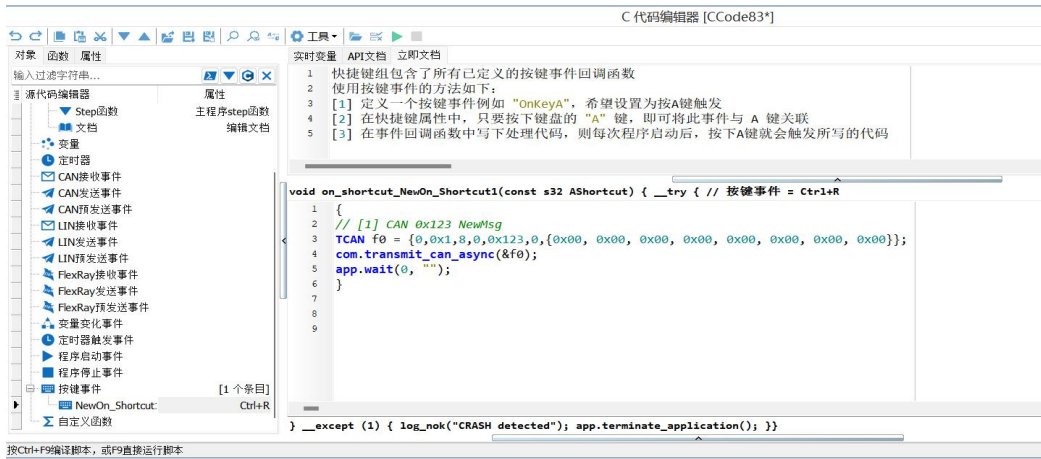 C 代码编辑器 [CCode83*]
工具
对象 函数 属性
实时变量 API文档 立即文档
输入过滤字符串...
源代码编辑器 属性
Step函数 主程序step函数
文档 编辑文档
变量
定时器
CAN接收事件
CAN发送事件
CAN预发送事件
LIN接收事件
LIN发送事件
LIN预发送事件
FlexRay接收事件
FlexRay发送事件
FlexRay预发送事件
变量变化事件
定时器触发事件
程序启动事件
程序停止事件
按键事件 [1 个条目]
NewOn_Shortcut: Ctrl+R
自定义函数
1 快捷键组包含了所有已定义的按键事件回调函数
2 使用按键事件的方法如下:
3 [1] 定义一个按键事件例如 "OnKeyA", 希望设置为按A键触发
4 [2] 在快捷键属性中, 只要按下键盘的 "A" 键, 即可将此事件与 A 键关联
5 [3] 在事件回调函数中写下处理代码, 则每次程序启动后, 按下A键就会触发所写的代码
void on_shortcut_NewOn_Shortcut1(const s32 AShortcut) { __try { // 按键事件 = Ctrl+R
1 {
2 // [1] CAN 0x123 NewMsg
3 TCAN f0 = {0,0x1,8,0,0x123,0,{0x00, 0x00, 0x00, 0x00, 0x00, 0x00, 0x00, 0x00}};
4 com.transmit_can_async(&f0);
5 app.wait(0, "");
6 }
7
8
9
} __except (1) { log_nok("CRASH detected"); app.terminate_application(); }}
按Ctrl+F9编译脚本，或F9直接运行脚本